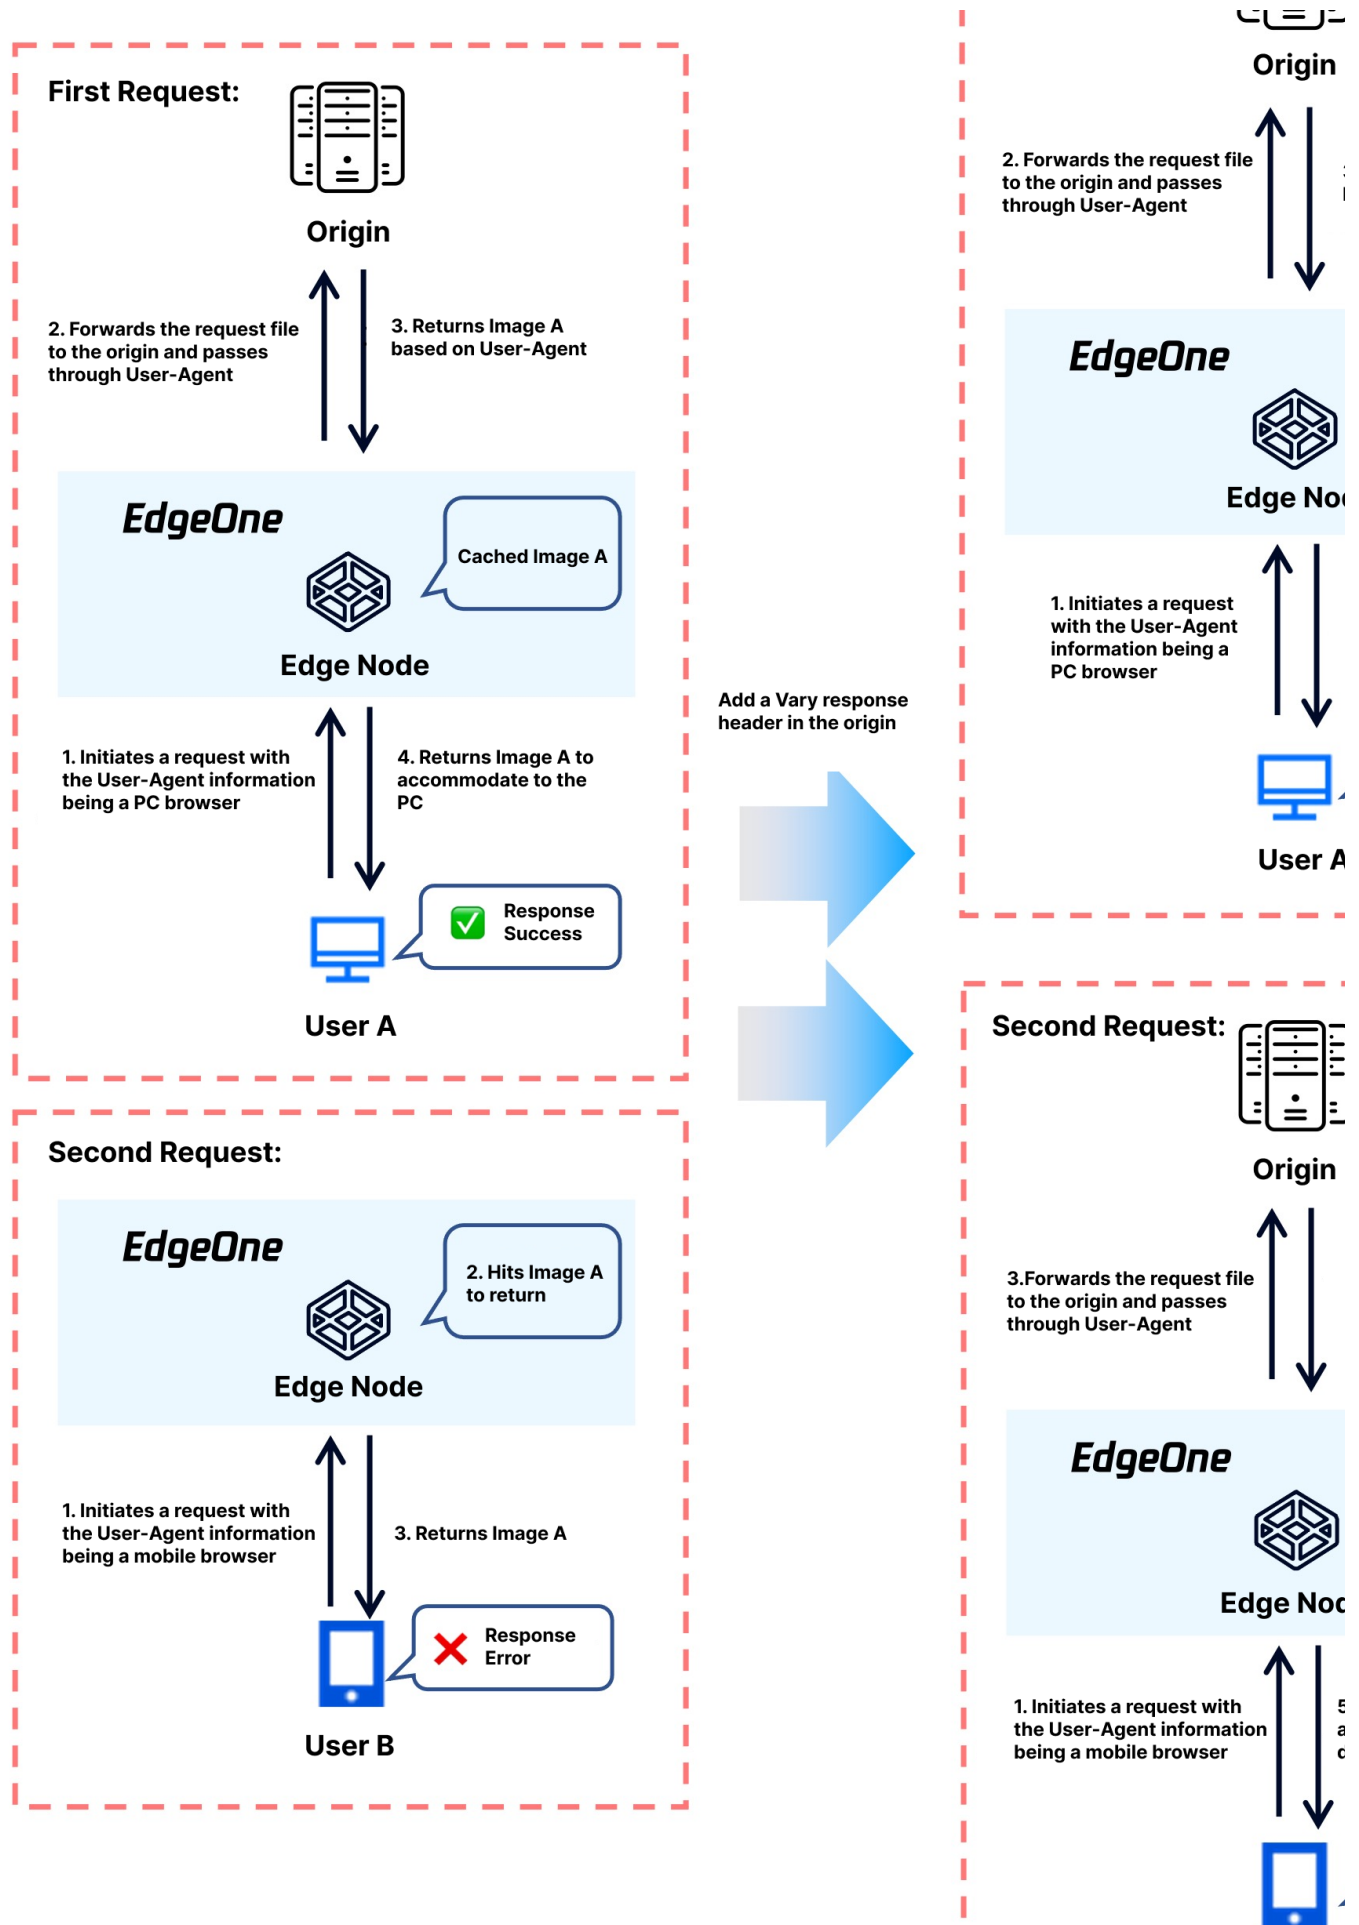 First Request:
Origin
2. Forwards the request file
to the origin and passes
through User-Agent
3. Returns Image A
based on User-Agent
EdgeOne
Cached Image A
Edge Node
1. Initiates a request with
the User-Agent information
being a PC browser
4. Returns Image A to
accommodate to the
PC
Response
Success
User A
Second Request:
EdgeOne
2. Hits Image A
to return
Edge Node
1. Initiates a request with
the User-Agent information
being a mobile browser
3. Returns Image A
Response
Error
User B
Add a Vary response
header in the origin
Origin
2. Forwards the request file
to the origin and passes
through User-Agent
EdgeOne
Edge
1. Initiates a request
with the User-Agent
information being a
PC browser
User A
Second Request:
Origin
3.Forwards the request file
to the origin and passes
through User-Agent
EdgeOne
Edge
1. Initiates a request with
the User-Agent information
being a mobile browser